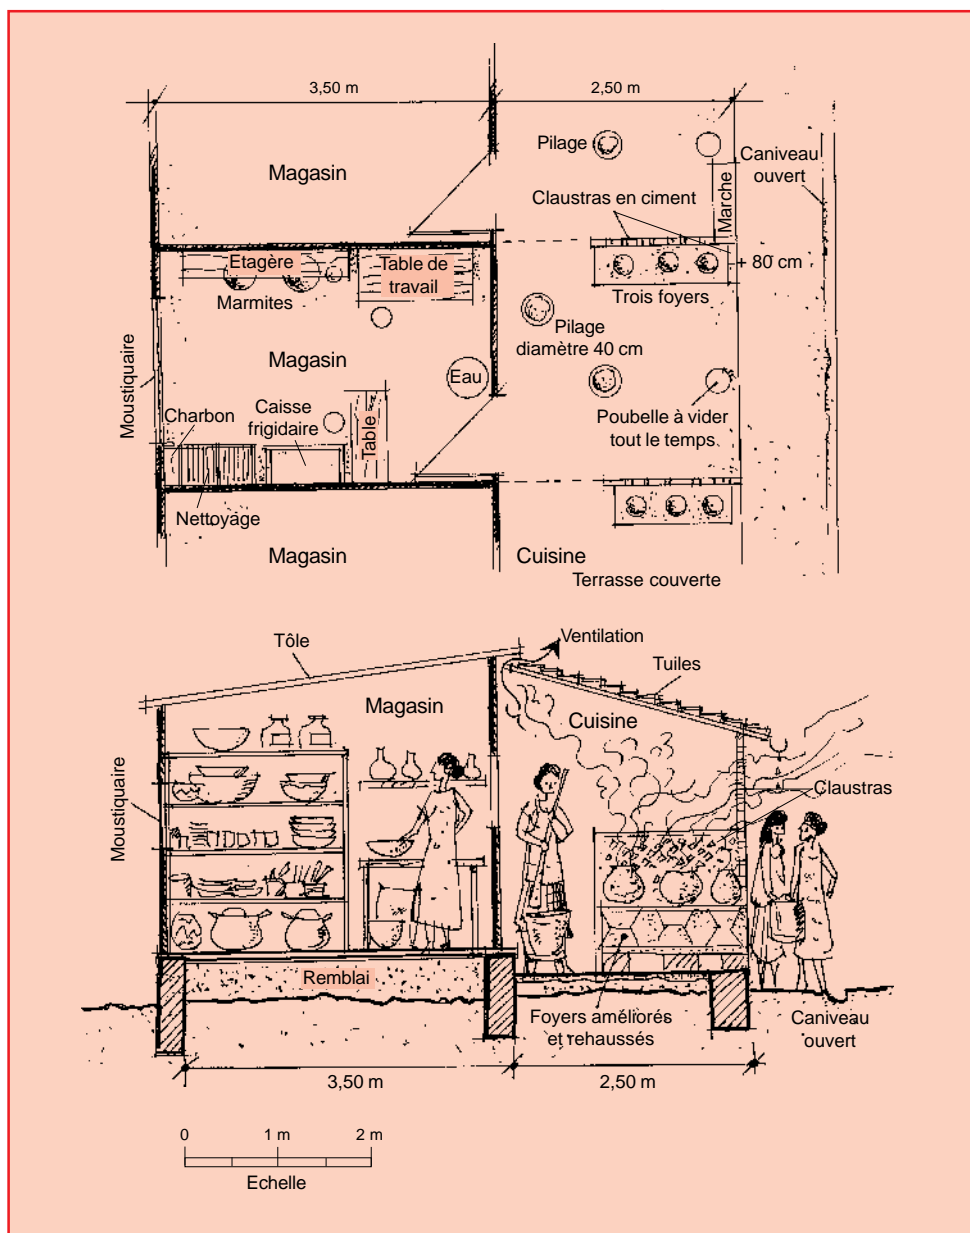 3,50 m
2,50 m
Pilage
Caniveau
ouvert
Magasin
Claustras en ciment
Marche
Etagère
Table de
travail
+ 80 cm
Marmites
Trois foyers
Pilage
diamètre 40 cm
Magasin
Eau
Moustiquaire
Charbon
Caisse
frigidaire
Table
Poubelle à vider
tout le temps
Nettoyage
Magasin
Cuisine
Terrasse couverte
Tôle
Ventilation
Tuiles
Magasin
Cuisine
Moustiquaire
Claustras
Remblai
Foyers améliorés
et rehaussés
Caniveau
ouvert
3,50 m
2,50 m
0
1 m
2 m
Echelle